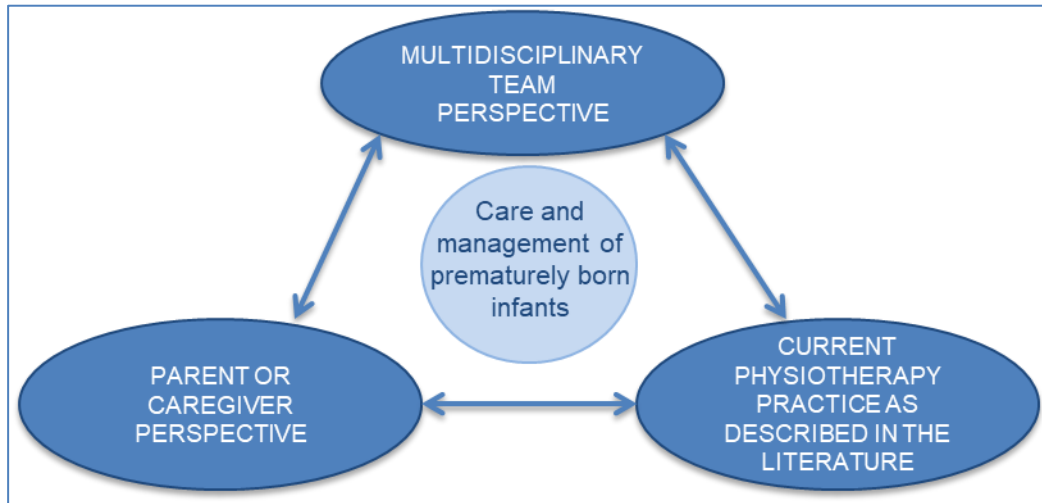 MULTIDISCIPLINARY
TEAM
PERSPECTIVE
Care and
management of
prematurely born
infants
PARENT OR
CAREGIVER
PERSPECTIVE
CURRENT
PHYSIOTHERAPY
PRACTICE AS
DESCRIBED IN THE
LITERATURE